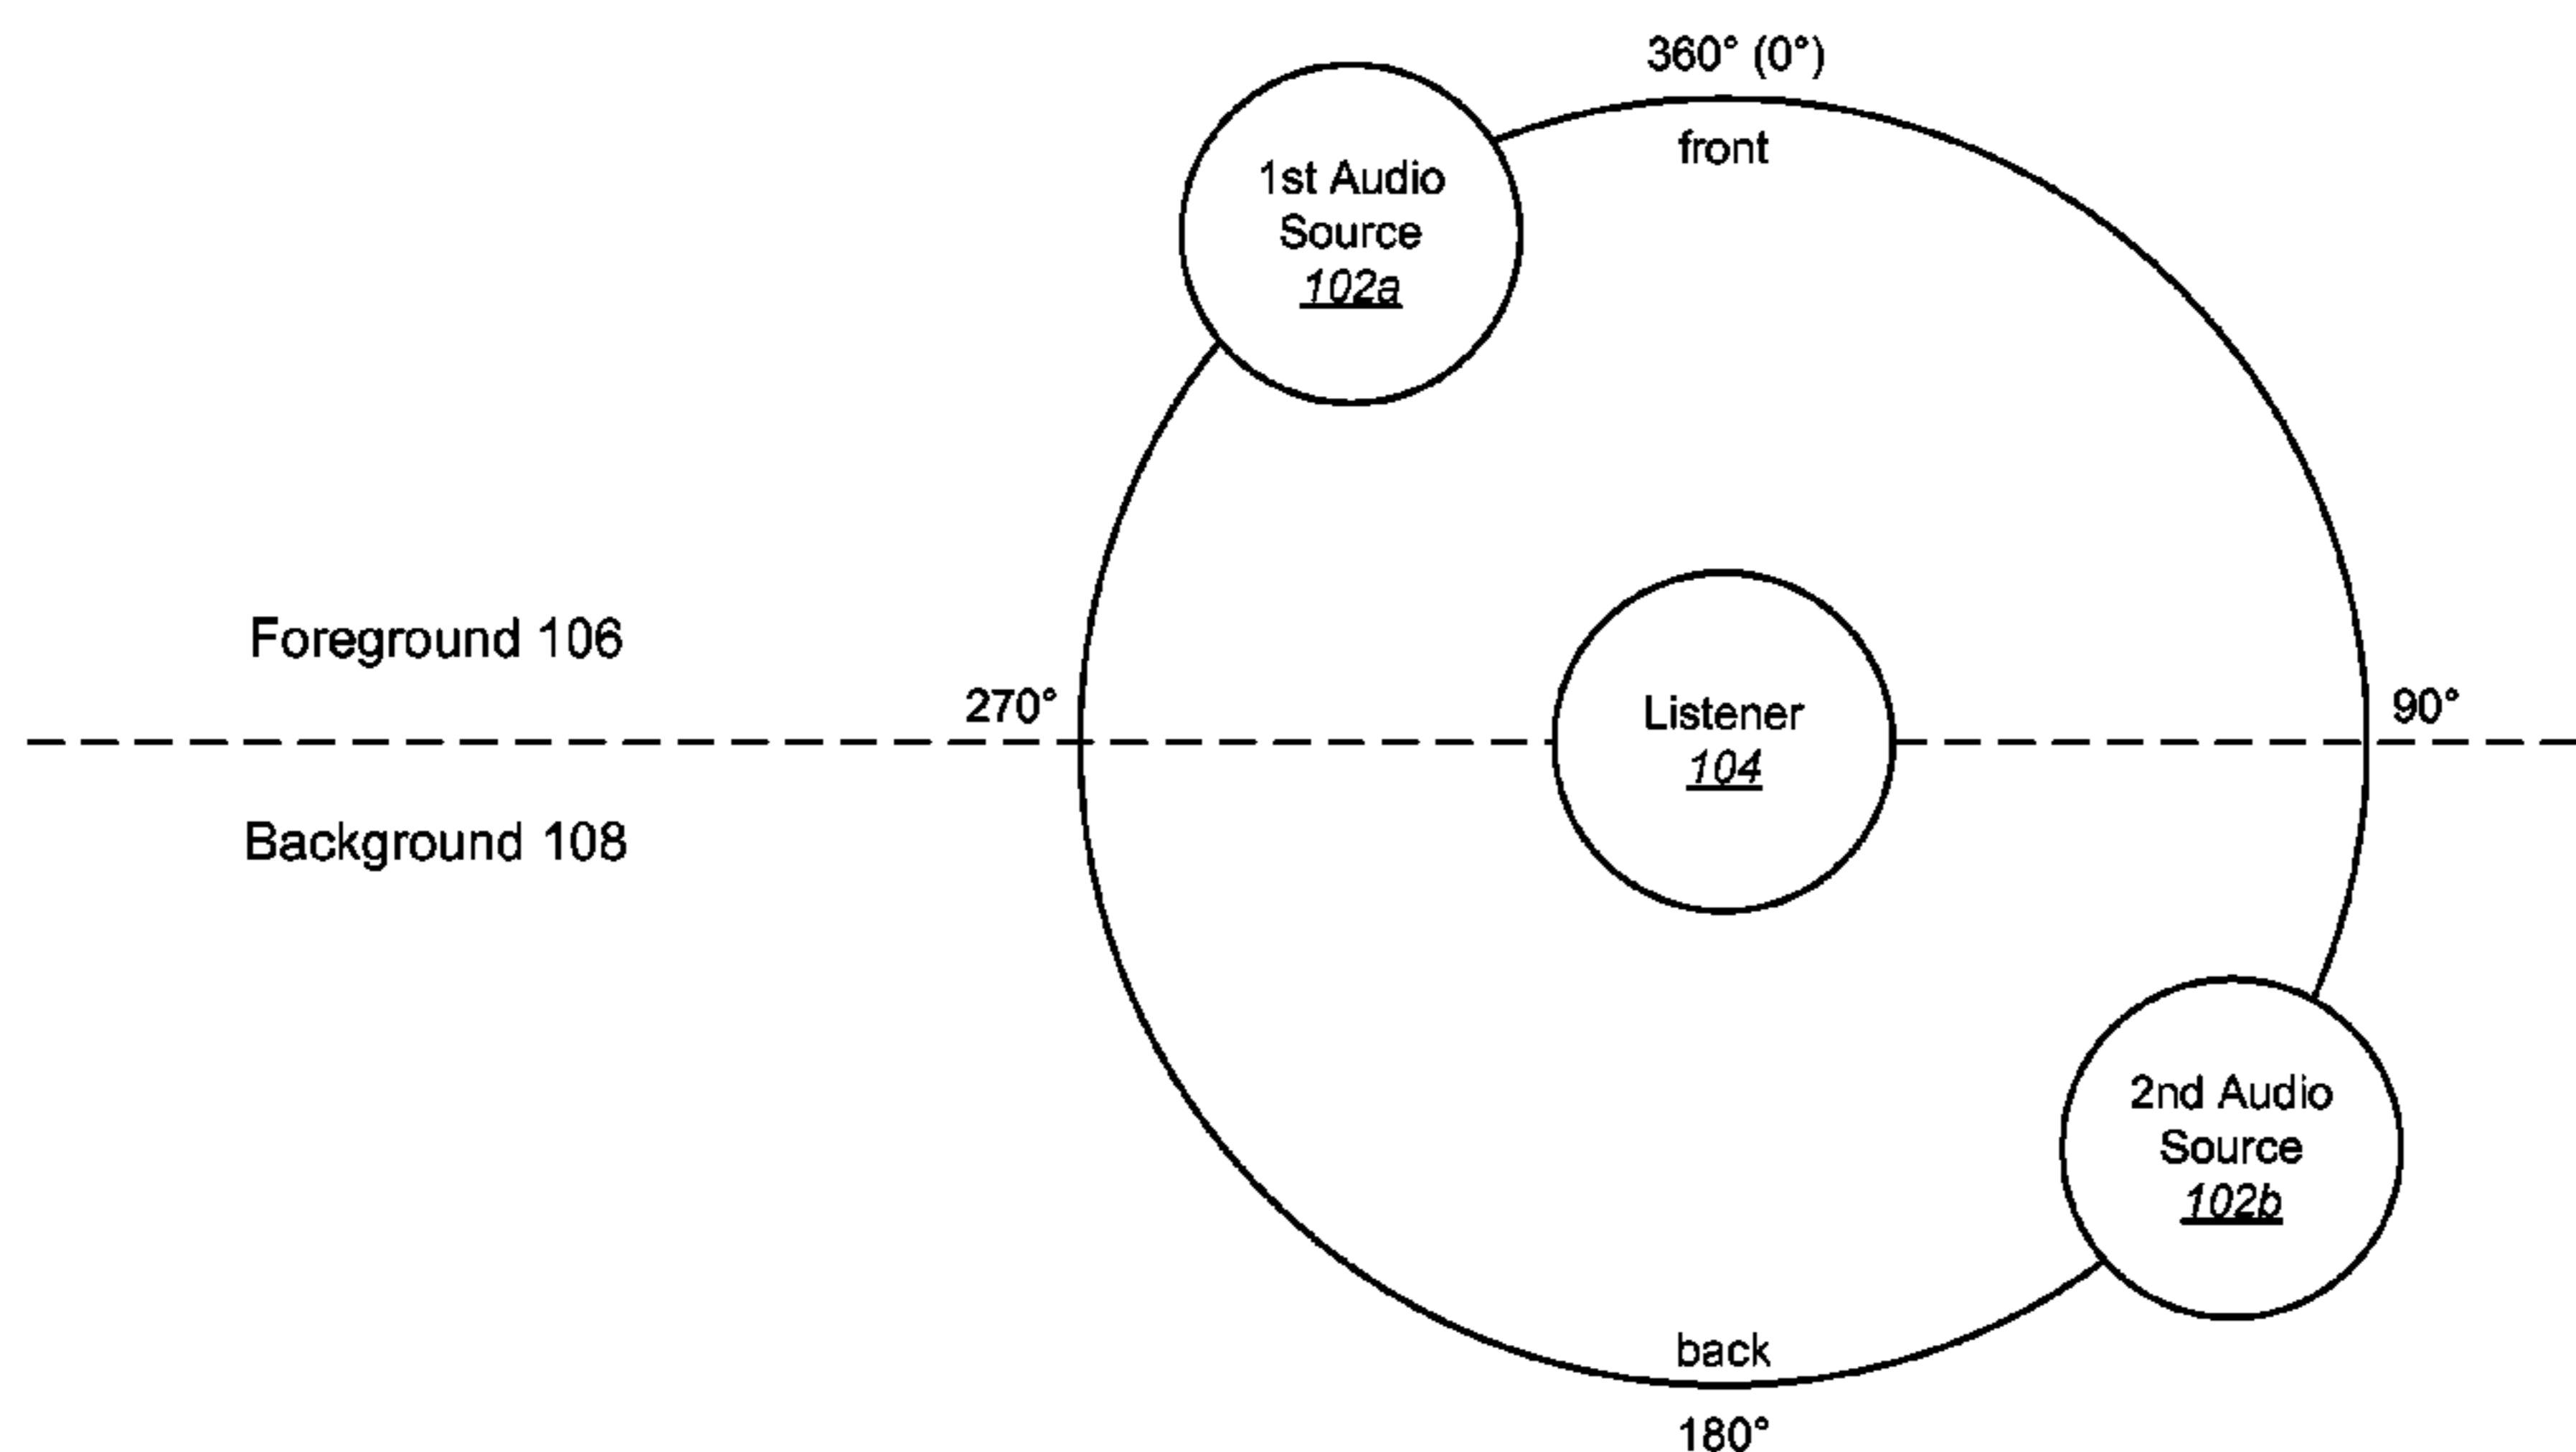 360° (0°)
front
1st Audio
Source
102a
Foreground 106
270°
90°
Listener
104
Background 108
2nd Audio
Source
102b
back
180°